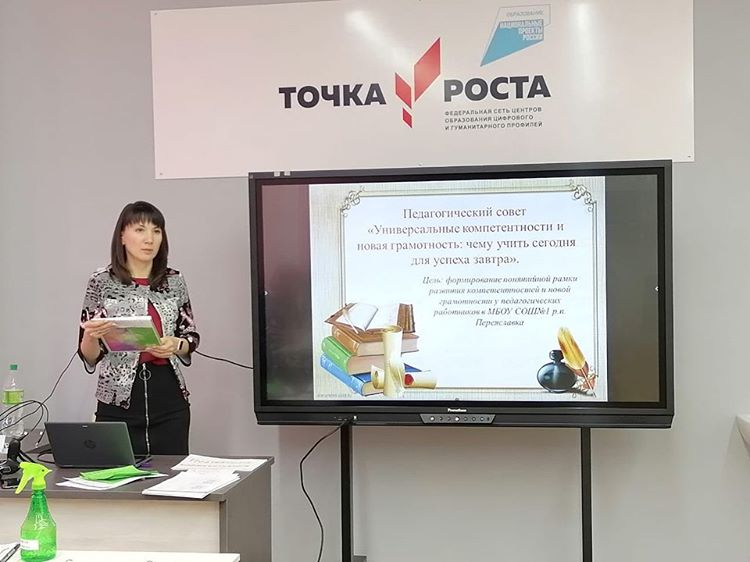 ОБРАЗОВАНИЕ
НАЦИОНАЛЬНЫЕ
ПРОЕКТЫ
РОССИИ
ТОЧКА РОСТА
ФЕДЕРАЛЬНАЯ СЕТЬ ЦЕНТРОВ
ОБРАЗОВАНИЯ ЦИФРОВОГО
И ГУМАНИТАРНОГО ПРОФИЛЕЙ
Педагогический совет
«Универсальные компетентности и
новая грамотность: чему учить сегодня
для успеха завтра».
Цель: формирование понятийной рамки
развития компетентностей и новой
грамотности у педагогических
работников в МБОУ СОШ№1 р.п.
Переяславка
Promethean
hp